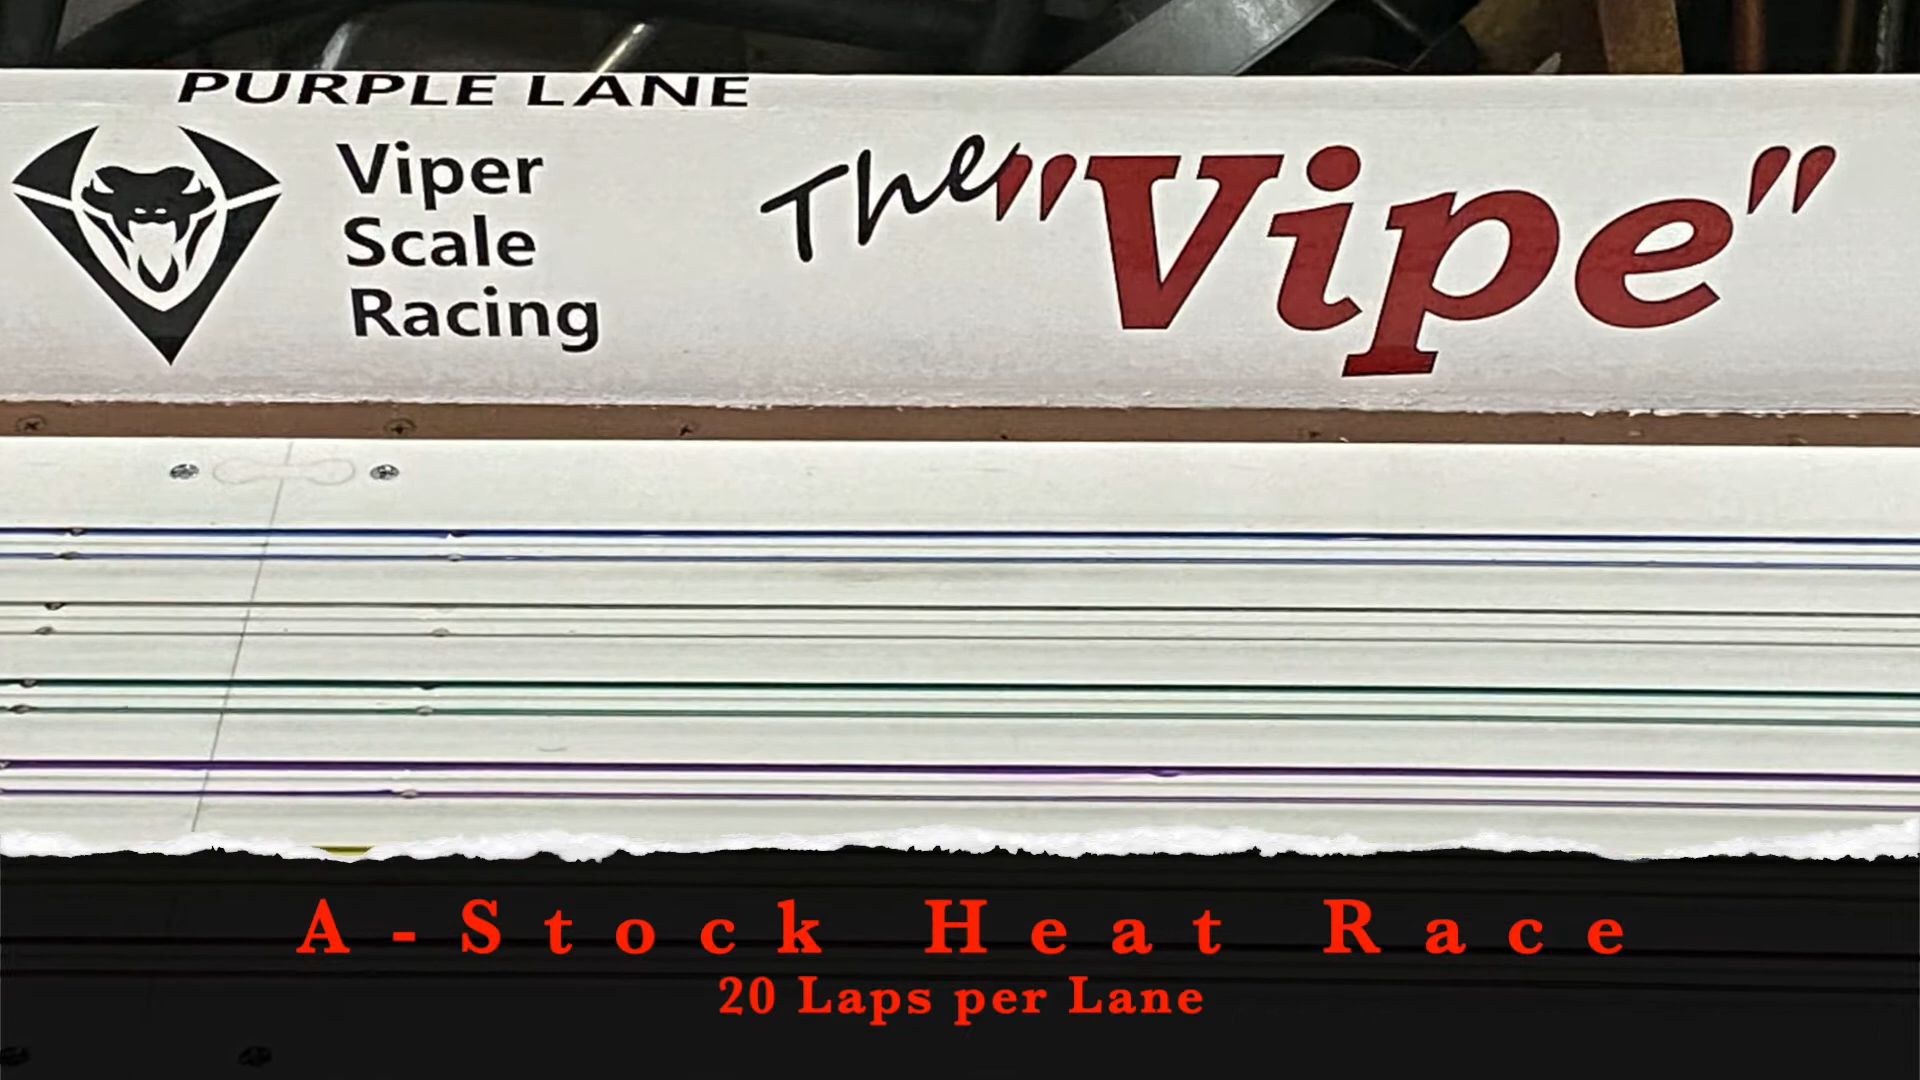 PURPLE LANE
Viper
Scale
Racing
The "Vipe"
A-Stock Heat Race
20 Laps per Lane